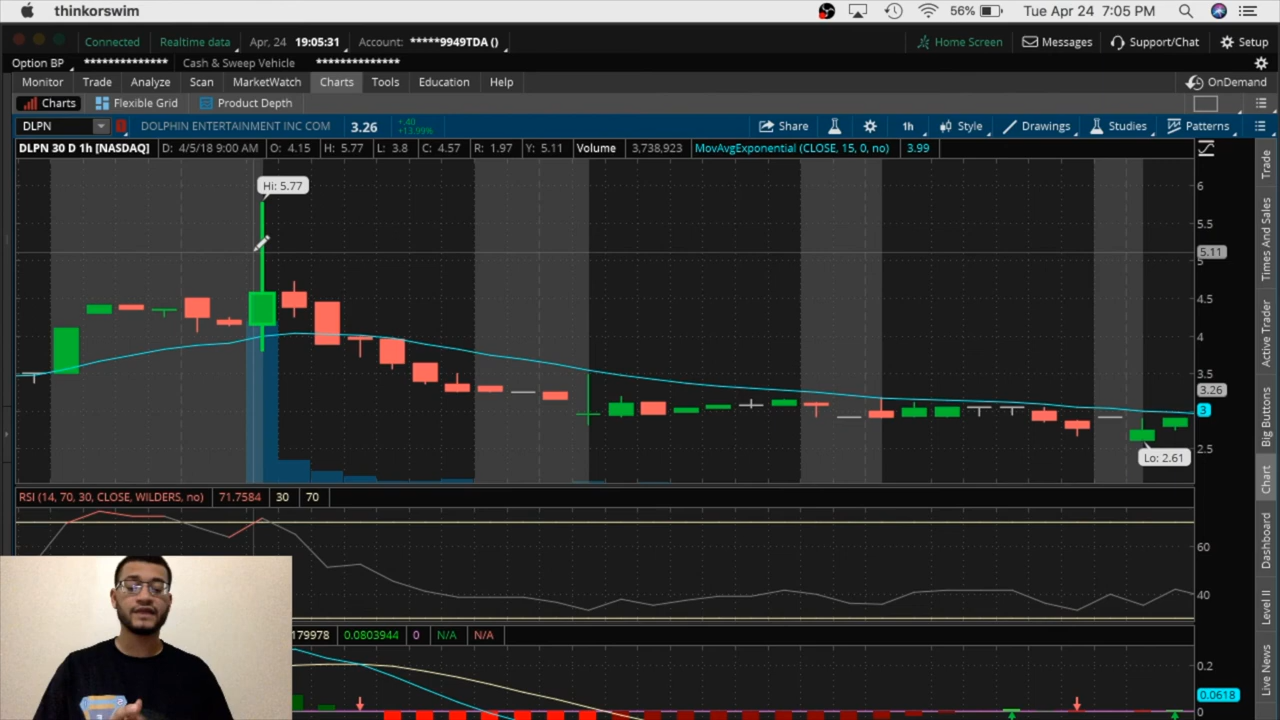 thinkorswim 56% Tue Apr 24 7:05 PM
Connected Realtime data Apr, 24 19:05:31 Account: *****9949TDA () Home Screen Messages Support/Chat Setup
Option BP ************** Cash & Sweep Vehicle **************
Monitor Trade Analyze Scan MarketWatch Charts Tools Education Help OnDemand
Charts Flexible Grid Product Depth
DLPN DOLPHIN ENTERTAINMENT INC COM 3.26 +.40 +13.99% Share 1h Style Drawings Studies Patterns
DLPN 30 D 1h [NASDAQ] D: 4/5/18 9:00 AM O: 4.15 H: 5.77 L: 3.8 C: 4.57 R: 1.97 Y: 5.11 Volume 3,738,923 MovAvgExponential (CLOSE, 15, 0, no) 3.99
Hi: 5.77
6
5.5
5.11
5
4.5
4
3.5
3.26
3
2.5
Lo: 2.61
RSI (14, 70, 30, CLOSE, WILDERS, no) 71.7584 30 70
60
40
179978 0.0803944 0 N/A N/A
0.2
0.0618
0
Trade
Times And Sales
Active Trader
Big Buttons
Chart
Dashboard
Level II
Live News